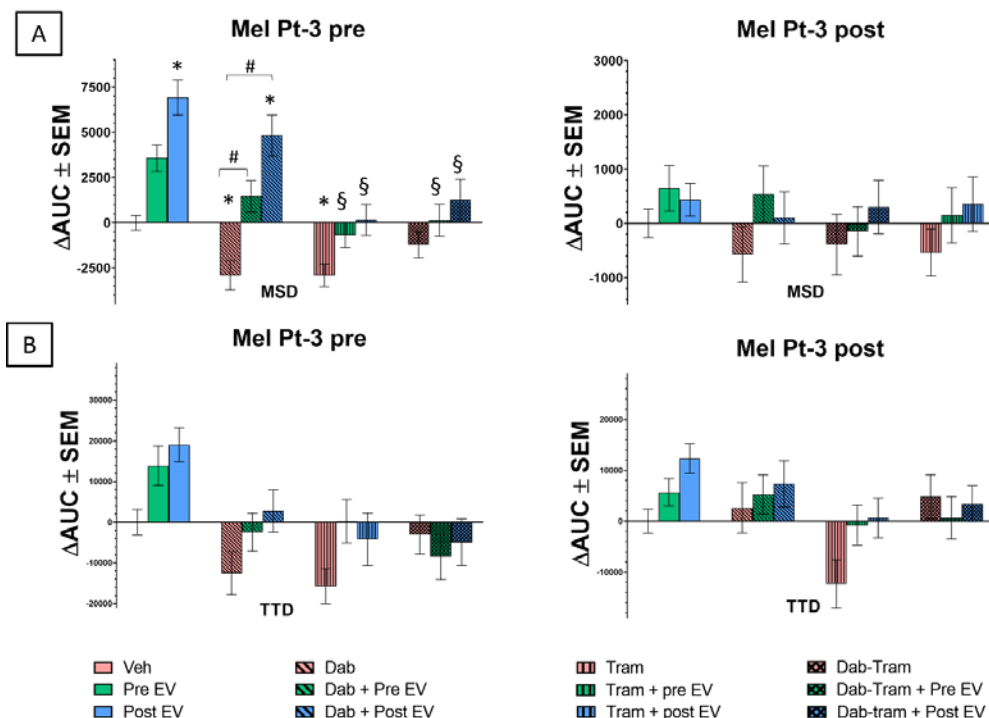 A
Mel Pt-3 pre
ΔAUC ± SEM
7500
5000
2500
0
-2500
*
#
#
*
*
*
§
§
§
§
MSD
Mel Pt-3 post
ΔAUC ± SEM
3000
2000
1000
0
-1000
MSD
B
Mel Pt-3 pre
ΔAUC ± SEM
30000
20000
10000
0
-10000
-20000
TTD
Mel Pt-3 post
ΔAUC ± SEM
20000
10000
0
-10000
TTD
Veh
Pre EV
Post EV
Dab
Dab + Pre EV
Dab + Post EV
Tram
Tram + pre EV
Tram + post EV
Dab-Tram
Dab-Tram + Pre EV
Dab-tram + Post EV